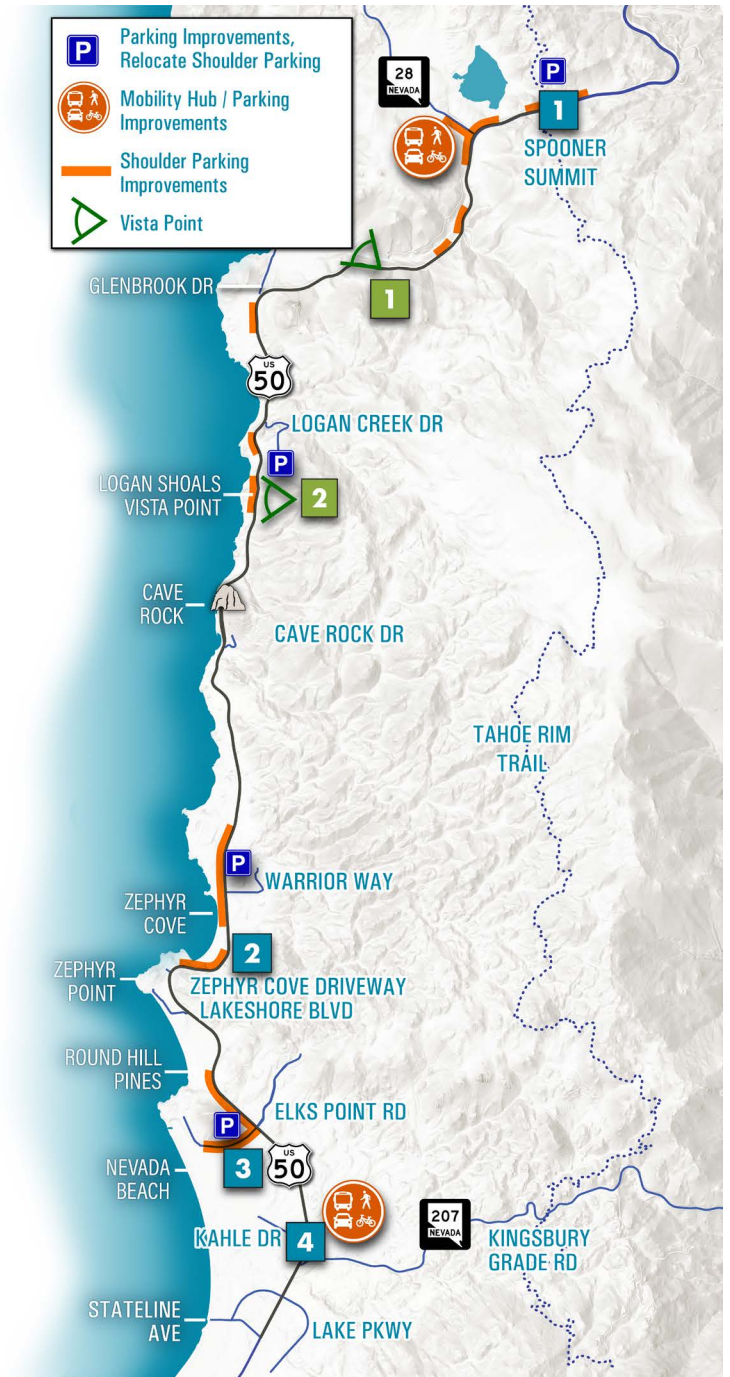 P
Parking Improvements,
Relocate Shoulder Parking
Mobility Hub / Parking
Improvements
Shoulder Parking
Improvements
Vista Point
28
NEVADA
P
1
SPOONER
SUMMIT
GLENBROOK DR
1
US
50
LOGAN CREEK DR
P
LOGAN SHOALS
VISTA POINT
2
CAVE
ROCK
CAVE ROCK DR
TAHOE RIM
TRAIL
P
WARRIOR WAY
ZEPHYR
COVE
2
ZEPHYR
POINT
ZEPHYR COVE DRIVEWAY
LAKESHORE BLVD
ROUND HILL
PINES
ELKS POINT RD
P
3
US
50
NEVADA
BEACH
207
NEVADA
KAHLE DR
4
KINGSBURY
GRADE RD
STATELINE
AVE
LAKE PKWY